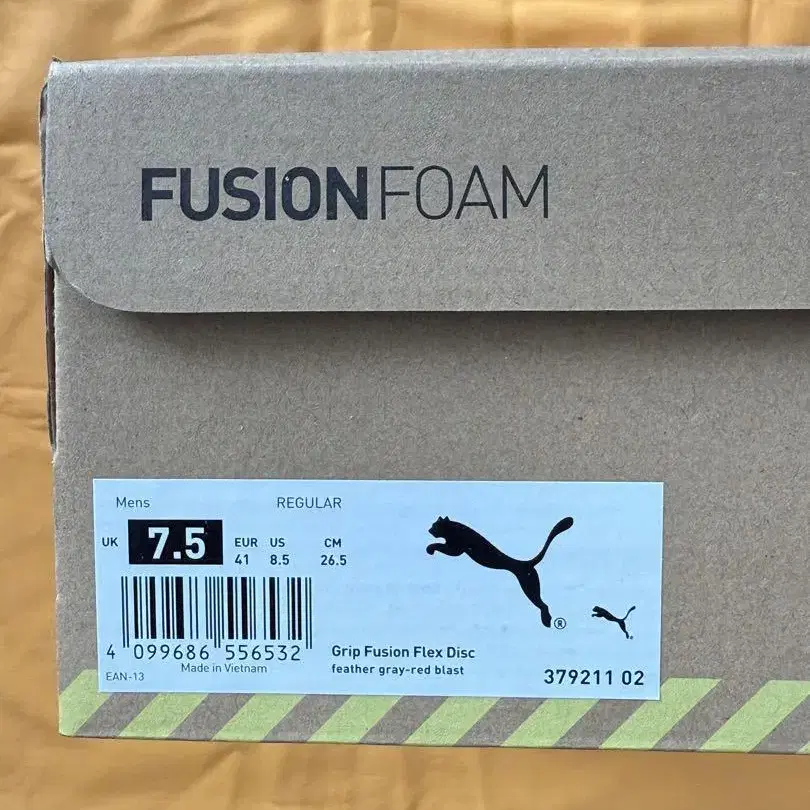 FUSIONFOAM
Mens REGULAR
UK 7.5 EUR US CM
41 8.5 26.5
4 099686 556532
Made in Vietnam
EAN-13
Grip Fusion Flex Disc
feather gray-red blast
379211 02
®